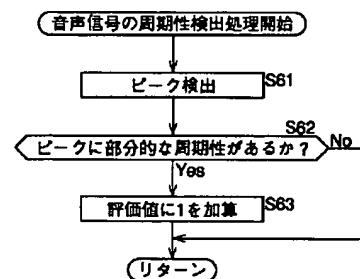 音声信号の周期性検出処理開始
ピーク検出
S61
S62
ピークに部分的な周期性があるか?
No
Yes
評価値に1を加算
S63
リターン